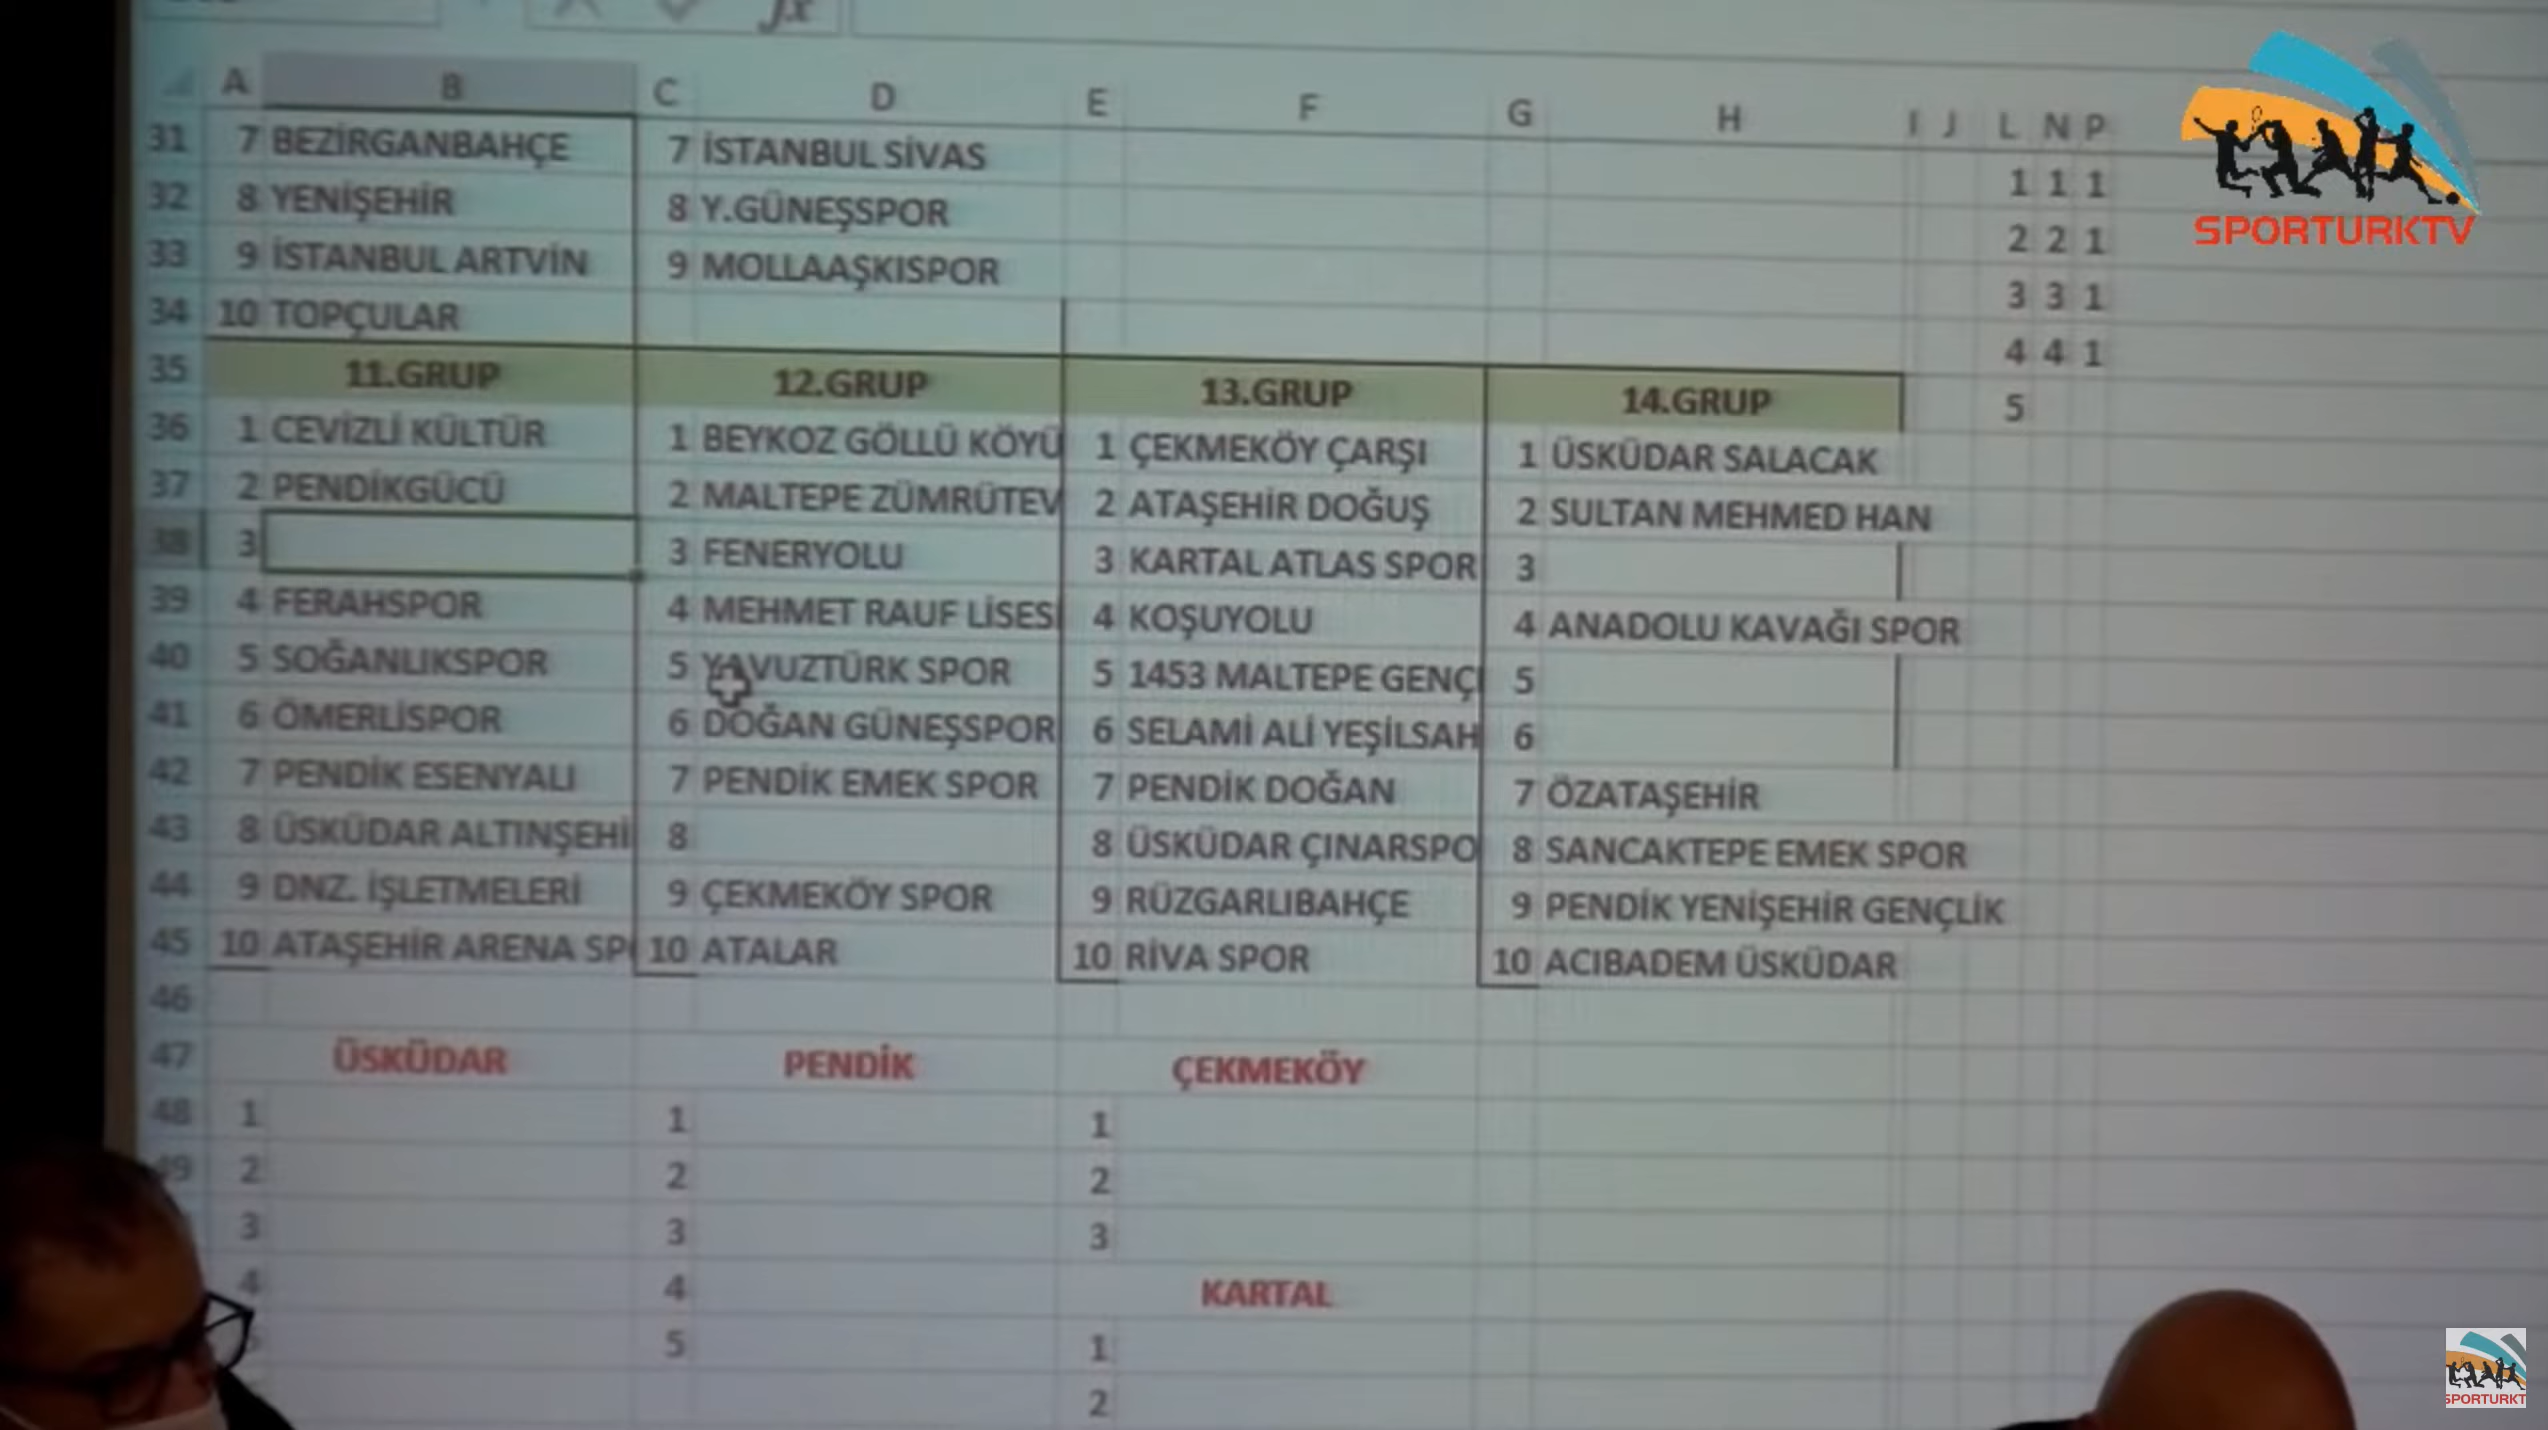 fx
A B C D E F G H I J L N P
31 7 BEZİRGANBAHÇE 7 İSTANBUL SİVAS 1 1 1
32 8 YENİŞEHİR 8 Y.GÜNEŞSPOR 2 2 1
33 9 İSTANBUL ARTVİN 9 MOLLAAŞKISPOR 3 3 1
34 10 TOPÇULAR 4 4 1
35 11.GRUP 12.GRUP 13.GRUP 14.GRUP 5
36 1 CEVİZLİ KÜLTÜR 1 BEYKOZ GÖLLÜ KÖYÜ 1 ÇEKMEKÖY ÇARŞI 1 ÜSKÜDAR SALACAK
37 2 PENDİKGÜCÜ 2 MALTEPE ZÜMRÜTEV 2 ATAŞEHİR DOĞUŞ 2 SULTAN MEHMED HAN
38 3 3 FENERYOLU 3 KARTAL ATLAS SPOR 3
39 4 FERAHSPOR 4 MEHMET RAUF LİSESİ 4 KOŞUYOLU 4 ANADOLU KAVAĞI SPOR
40 5 SOĞANLIKSPOR 5 YAVUZTÜRK SPOR 5 1453 MALTEPE GENÇ 5
41 6 ÖMERLİSPOR 6 DOĞAN GÜNEŞSPOR 6 SELAMİ ALİ YEŞİLSAH 6
42 7 PENDİK ESENYALI 7 PENDİK EMEK SPOR 7 PENDİK DOĞAN 7 ÖZATAŞEHİR
43 8 ÜSKÜDAR ALTINŞEHİ 8 8 ÜSKÜDAR ÇINARSPO 8 SANCAKTEPE EMEK SPOR
44 9 DNZ. İŞLETMELERİ 9 ÇEKMEKÖY SPOR 9 RÜZGARLIBAHÇE 9 PENDİK YENİŞEHİR GENÇLİK
45 10 ATAŞEHİR ARENA SP 10 ATALAR 10 RİVA SPOR 10 ACIBADEM ÜSKÜDAR
46
47 ÜSKÜDAR PENDİK ÇEKMEKÖY
48 1 1 1
49 2 2 2
3 3 3
4 4 KARTAL
5 5 1
2
SPORTURKTV
SPORTURKT